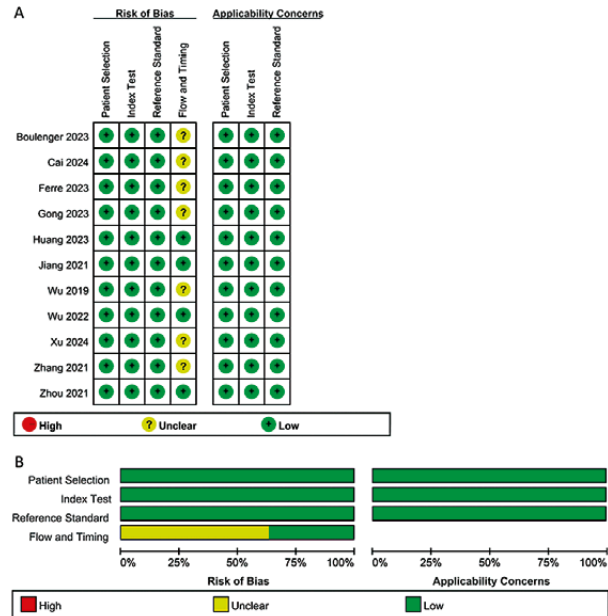 A
Risk of Bias
Applicability Concerns
Patient Selection
Index Test
Reference Standard
Flow and Timing
Patient Selection
Index Test
Reference Standard
Boulenger 2023 + + + ? + + +
Cai 2024 + + + ? + + +
Ferre 2023 + + + ? + + +
Gong 2023 + + + ? + + +
Huang 2023 + + + + + + +
Jiang 2021 + + + + + + +
Wu 2019 + + + ? + + +
Wu 2022 + + + + + + +
Xu 2024 + + + ? + + +
Zhang 2021 + + + ? + + +
Zhou 2021 + + + + + + +
- High ? Unclear + Low
B
Patient Selection
Index Test
Reference Standard
Flow and Timing
0% 25% 50% 75% 100% 0% 25% 50% 75% 100%
Risk of Bias Applicability Concerns
High Unclear Low